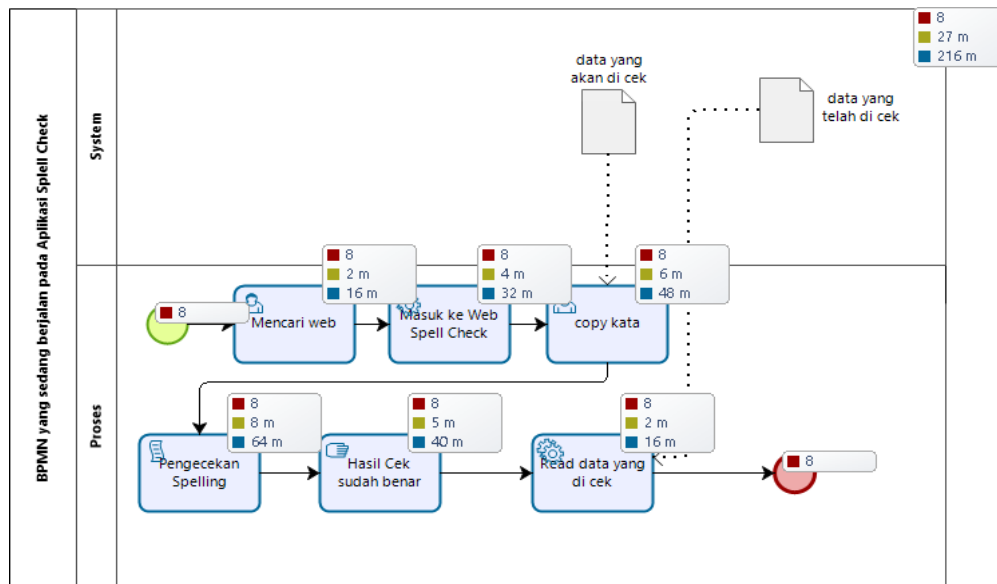 BPMN yang sedang berjalan pada Aplikasi Splell Check
System
8
27 m
216 m
data yang
akan di cek
data yang
telah di cek
Proses
8
8
2 m
16 m
Mencari web
8
4 m
32 m
Masuk ke Web
Spell Check
8
6 m
48 m
copy kata
8
8 m
64 m
Pengecekan
Spelling
8
5 m
40 m
Hasil Cek
sudah benar
8
2 m
16 m
Read data yang
di cek
8